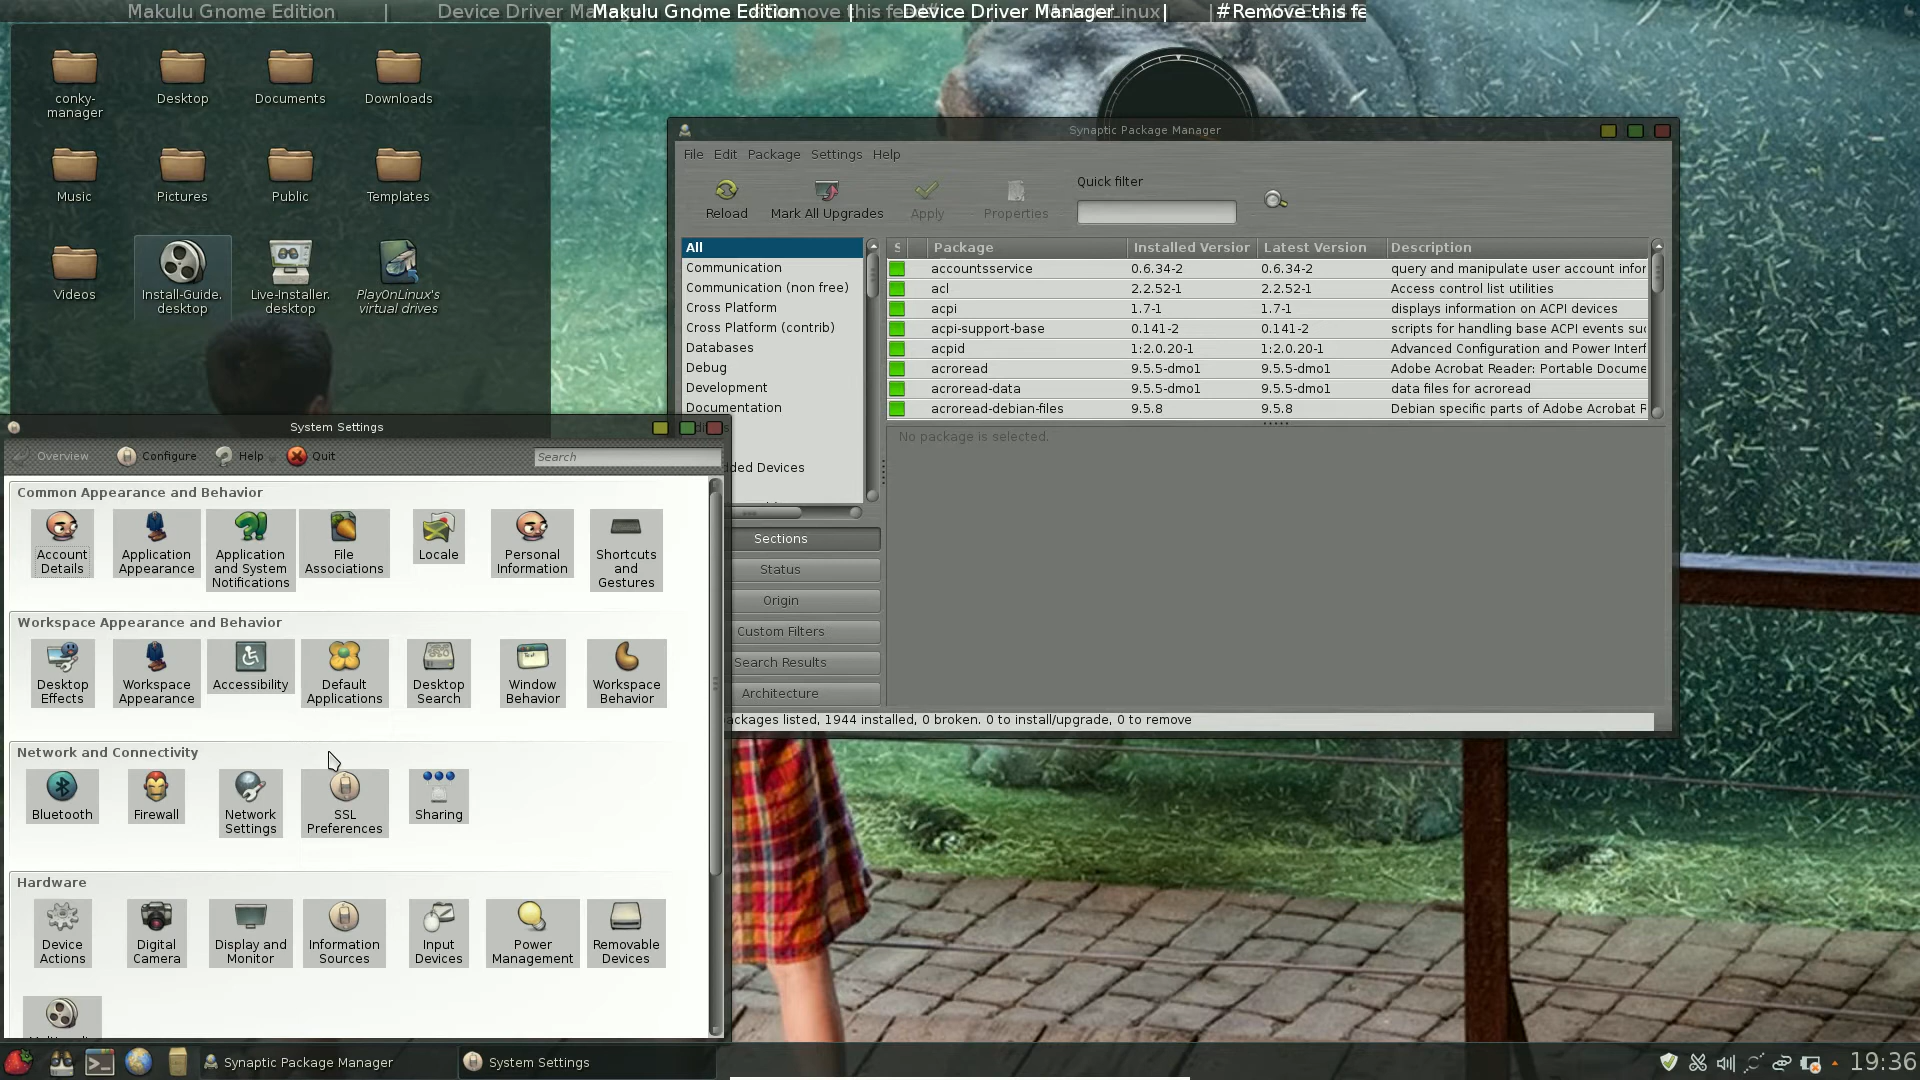 Makulu Gnome Edition | Device Driver Manager | #Remove this fe
conky-manager
Desktop
Documents
Downloads
Music
Pictures
Public
Templates
Videos
Install-Guide.desktop
Live-Installer.desktop
PlayOnLinux's virtual drives
Synaptic Package Manager
File Edit Package Settings Help
Reload
Mark All Upgrades
Apply
Properties
Quick filter
All
Communication
Communication (non free)
Cross Platform
Cross Platform (contrib)
Databases
Debug
Development
Documentation
dded Devices
S Package Installed Version Latest Version Description
accountsservice 0.6.34-2 0.6.34-2 query and manipulate user account infor
acl 2.2.52-1 2.2.52-1 Access control list utilities
acpi 1.7-1 1.7-1 displays information on ACPI devices
acpi-support-base 0.141-2 0.141-2 scripts for handling base ACPI events suc
acpid 1:2.0.20-1 1:2.0.20-1 Advanced Configuration and Power Interf
acroread 9.5.5-dmo1 9.5.5-dmo1 Adobe Acrobat Reader: Portable Docume
acroread-data 9.5.5-dmo1 9.5.5-dmo1 data files for acroread
acroread-debian-files 9.5.8 9.5.8 Debian specific parts of Adobe Acrobat R
No package is selected.
Sections
Status
Origin
Custom Filters
Search Results
Architecture
ackages listed, 1944 installed, 0 broken. 0 to install/upgrade, 0 to remove
System Settings
Overview Configure Help Quit Search
Common Appearance and Behavior
Account Details
Application Appearance
Application and System Notifications
File Associations
Locale
Personal Information
Shortcuts and Gestures
Workspace Appearance and Behavior
Desktop Effects
Workspace Appearance
Accessibility
Default Applications
Desktop Search
Window Behavior
Workspace Behavior
Network and Connectivity
Bluetooth
Firewall
Network Settings
SSL Preferences
Sharing
Hardware
Device Actions
Digital Camera
Display and Monitor
Information Sources
Input Devices
Power Management
Removable Devices
Synaptic Package Manager
System Settings
19:36